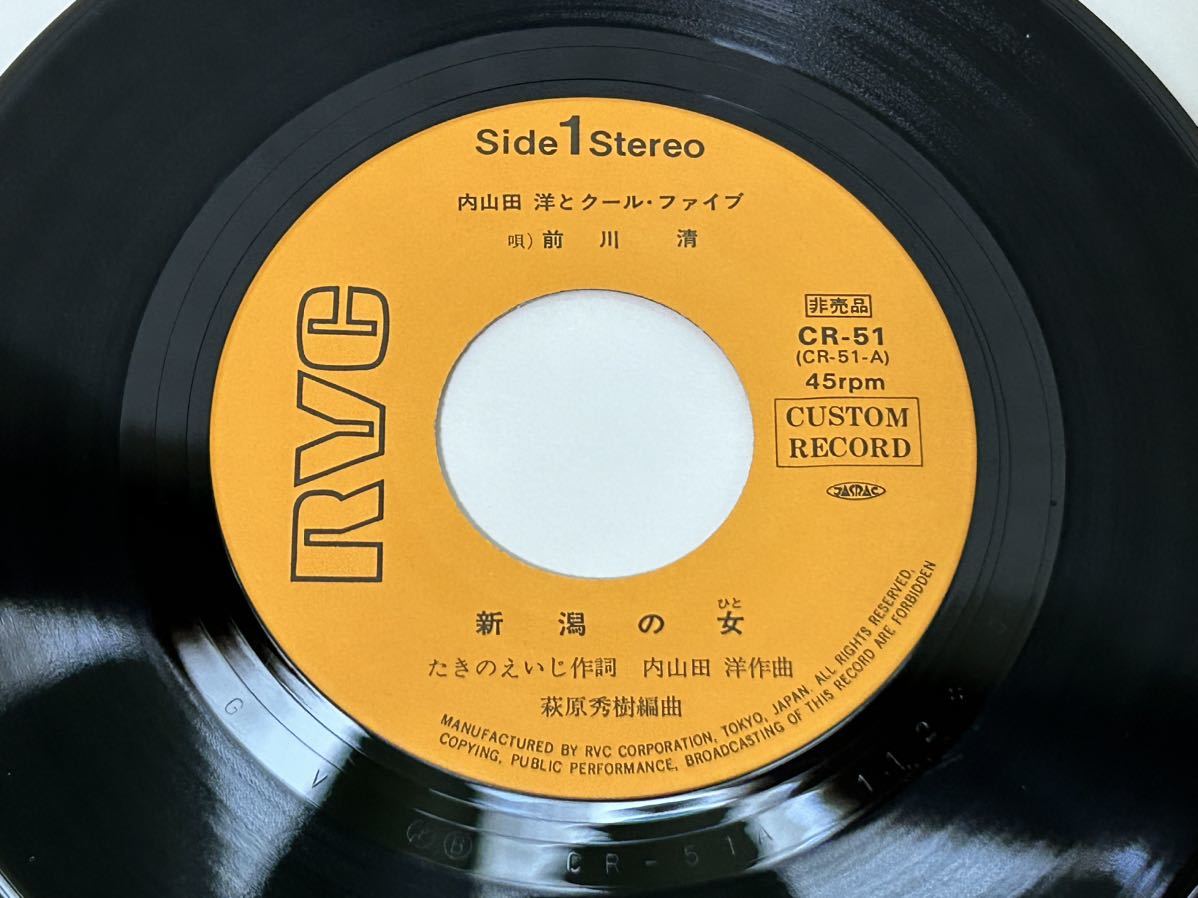 Side 1 Stereo
内山田 洋とクール・ファイブ
唄) 前川 清
RVC
非売品
CR-51
(CR-51-A)
45rpm
CUSTOM
RECORD
JASRAC
ひと
新潟の女
たきのえいじ作詞 内山田 洋作曲
萩原秀樹編曲
MANUFACTURED BY RVC CORPORATION, TOKYO, JAPAN, ALL RIGHTS RESERVED,
COPYING, PUBLIC PERFORMANCE, BROADCASTING OF THIS RECORD ARE FORBIDDEN
G V B CR-51A 112